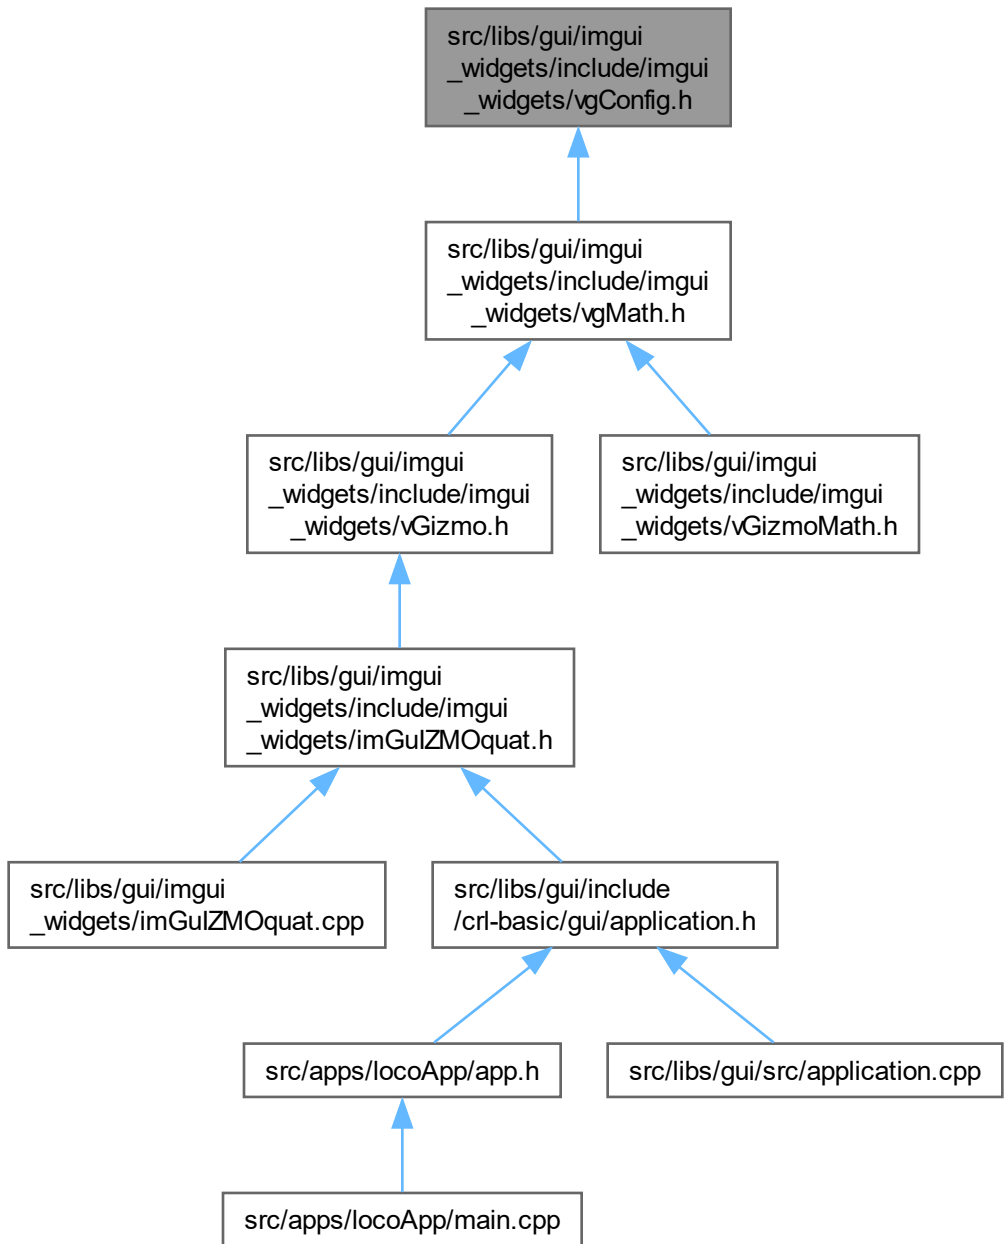 src/libs/gui/imgui
_widgets/include/imgui
_widgets/vgConfig.h
src/libs/gui/imgui
_widgets/include/imgui
_widgets/vgMath.h
src/libs/gui/imgui
_widgets/include/imgui
_widgets/vGizmo.h
src/libs/gui/imgui
_widgets/include/imgui
_widgets/vGizmoMath.h
src/libs/gui/imgui
_widgets/include/imgui
_widgets/imGuIZMOquat.h
src/libs/gui/imgui
_widgets/imGuIZMOquat.cpp
src/libs/gui/include
/crl-basic/gui/application.h
src/apps/locoApp/app.h
src/libs/gui/src/application.cpp
src/apps/locoApp/main.cpp